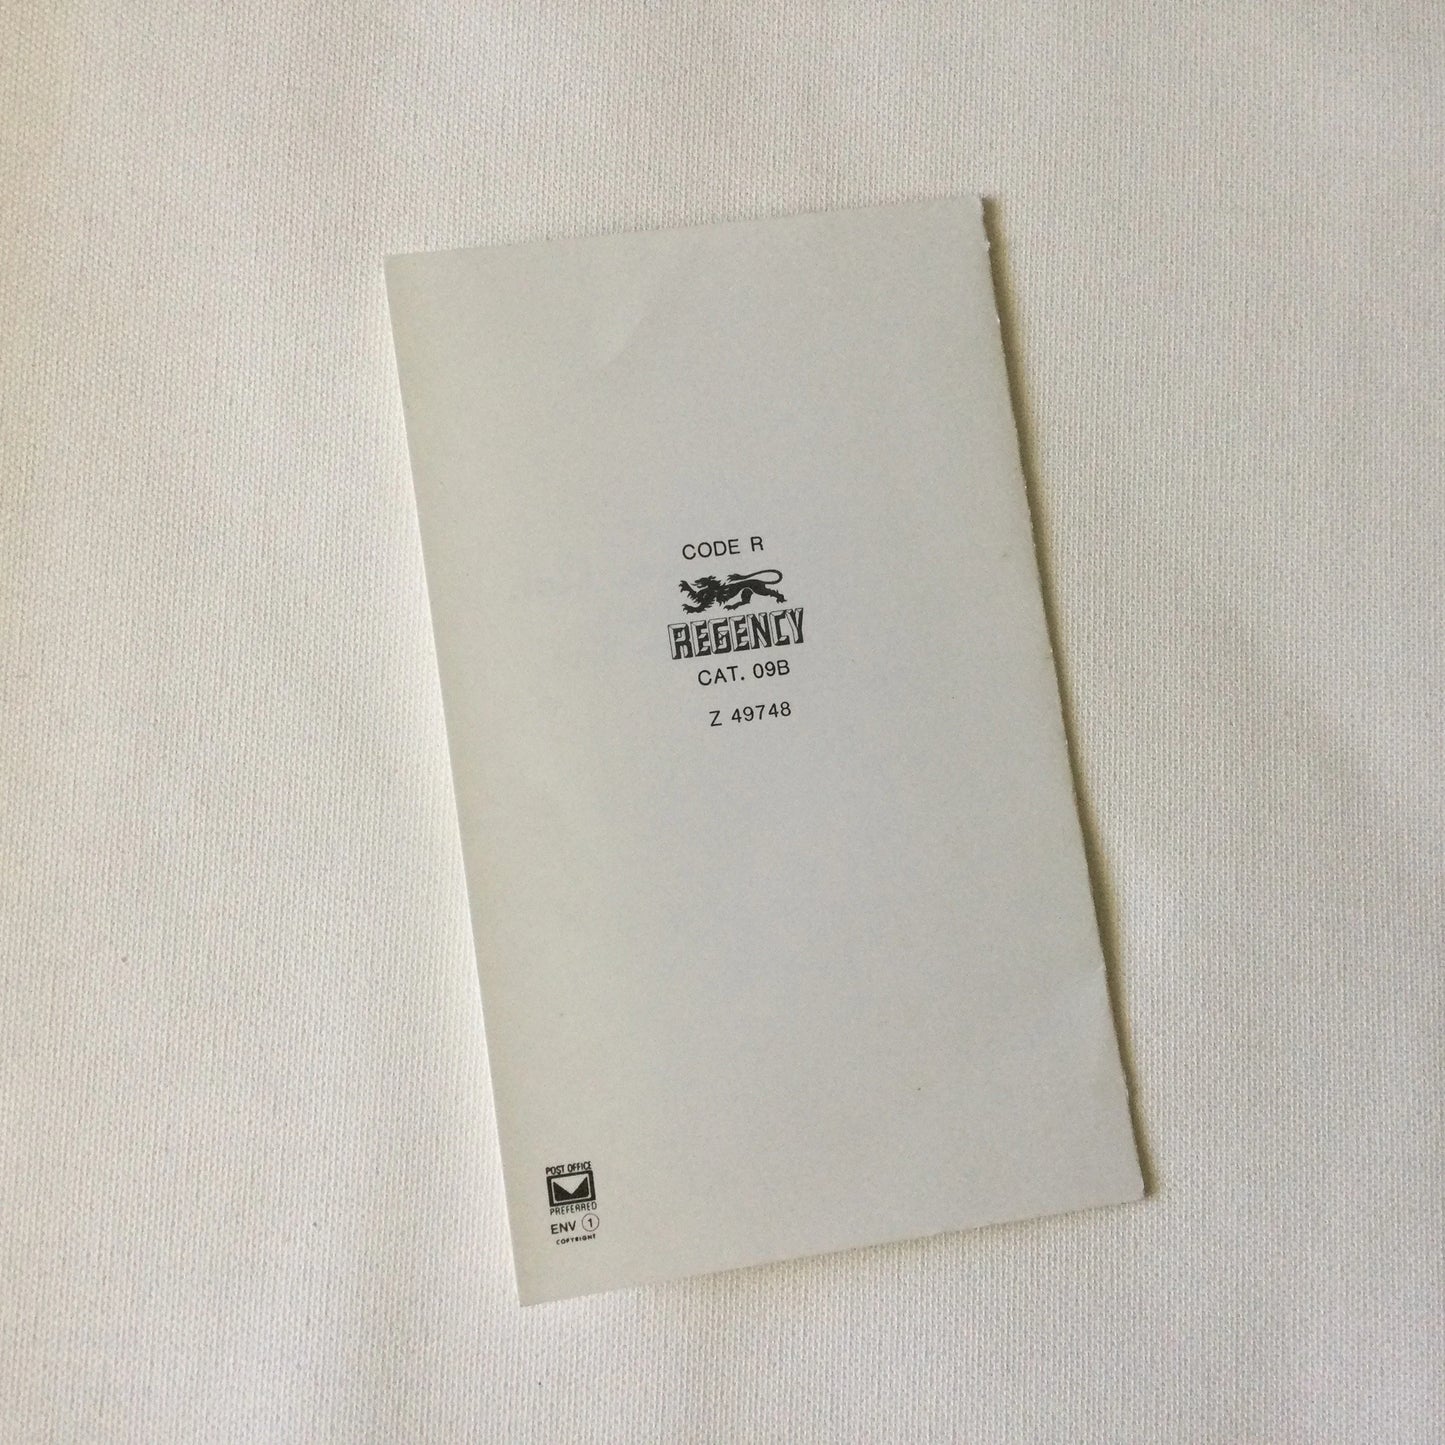 CODE R
REGENCY
CAT. 09B
Z 49748
POST OFFICE
PREFERRED
ENV 1
COPYRIGHT